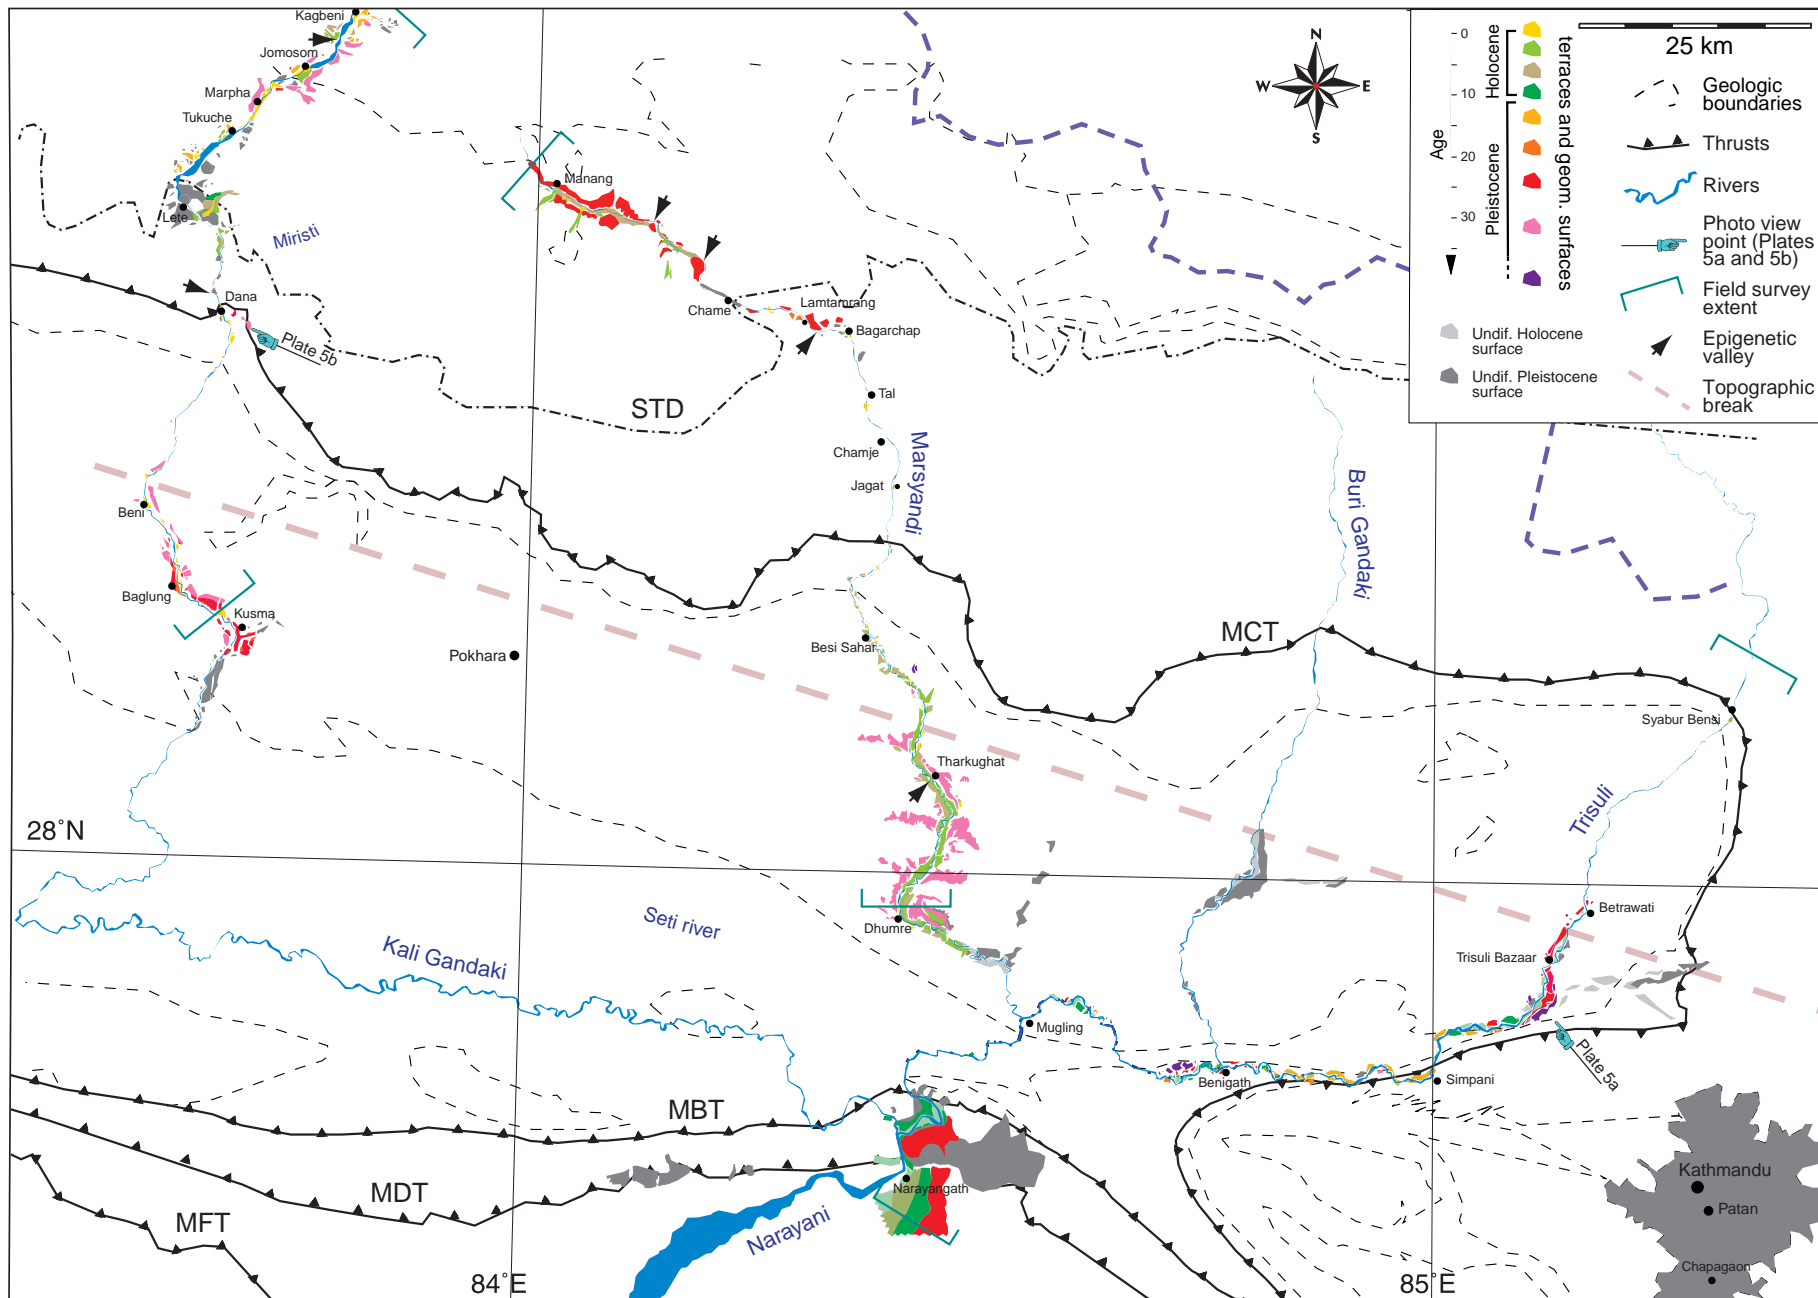 Kagbeni
Jomosom
Marpha
Tukuche
Lete
Miristi
Dana
Plate 5b
Beni
Baglung
Kusma
Pokhara
Manang
Chame
Lamtamrang
Bagarchap
Tal
Chamje
Jagat
Marsyandi
STD
Besi Sahar
MCT
Buri Gandaki
Tharkughat
Dhumre
Syabur Bensi
Trisuli
Betrawati
Trisuli Bazaar
Plate 5a
28°N
Seti river
Kali Gandaki
Mugling
Benigath
Simpani
MBT
MDT
MFT
Narayangath
Narayani
84°E
85°E
Kathmandu
Patan
Chapagaon
N
W E
S
Age
0
10
20
30
Holocene
Pleistocene
terraces and geom. surfaces
Undif. Holocene
surface
Undif. Pleistocene
surface
25 km
Geologic
boundaries
Thrusts
Rivers
Photo view
point (Plates
5a and 5b)
Field survey
extent
Epigenetic
valley
Topographic
break